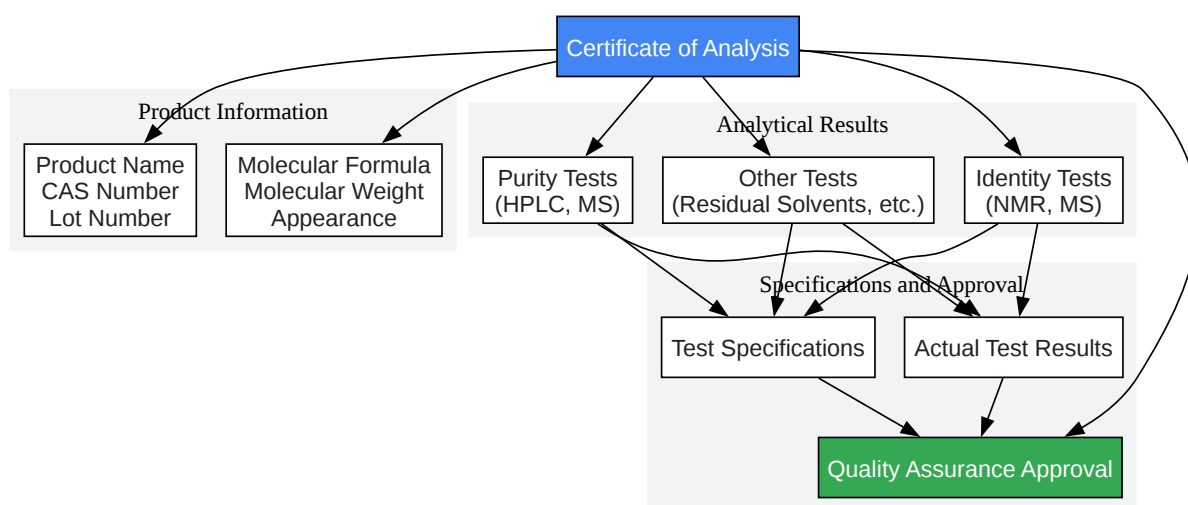 Certificate of Analysis
Product Information
Product Name
CAS Number
Lot Number
Molecular Formula
Molecular Weight
Appearance
Analytical Results
Purity Tests
(HPLC, MS)
Other Tests
(Residual Solvents, etc.)
Identity Tests
(NMR, MS)
Specifications and Approval
Test Specifications
Actual Test Results
Quality Assurance Approval